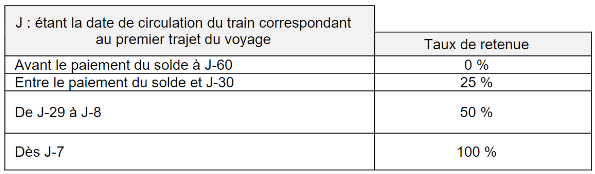 J : étant la date de circulation du train correspondant
au premier trajet du voyage
Taux de retenue
Avant le paiement du solde à J-60
0 %
Entre le paiement du solde et J-30
25 %
De J-29 à J-8
50 %
Dès J-7
100 %